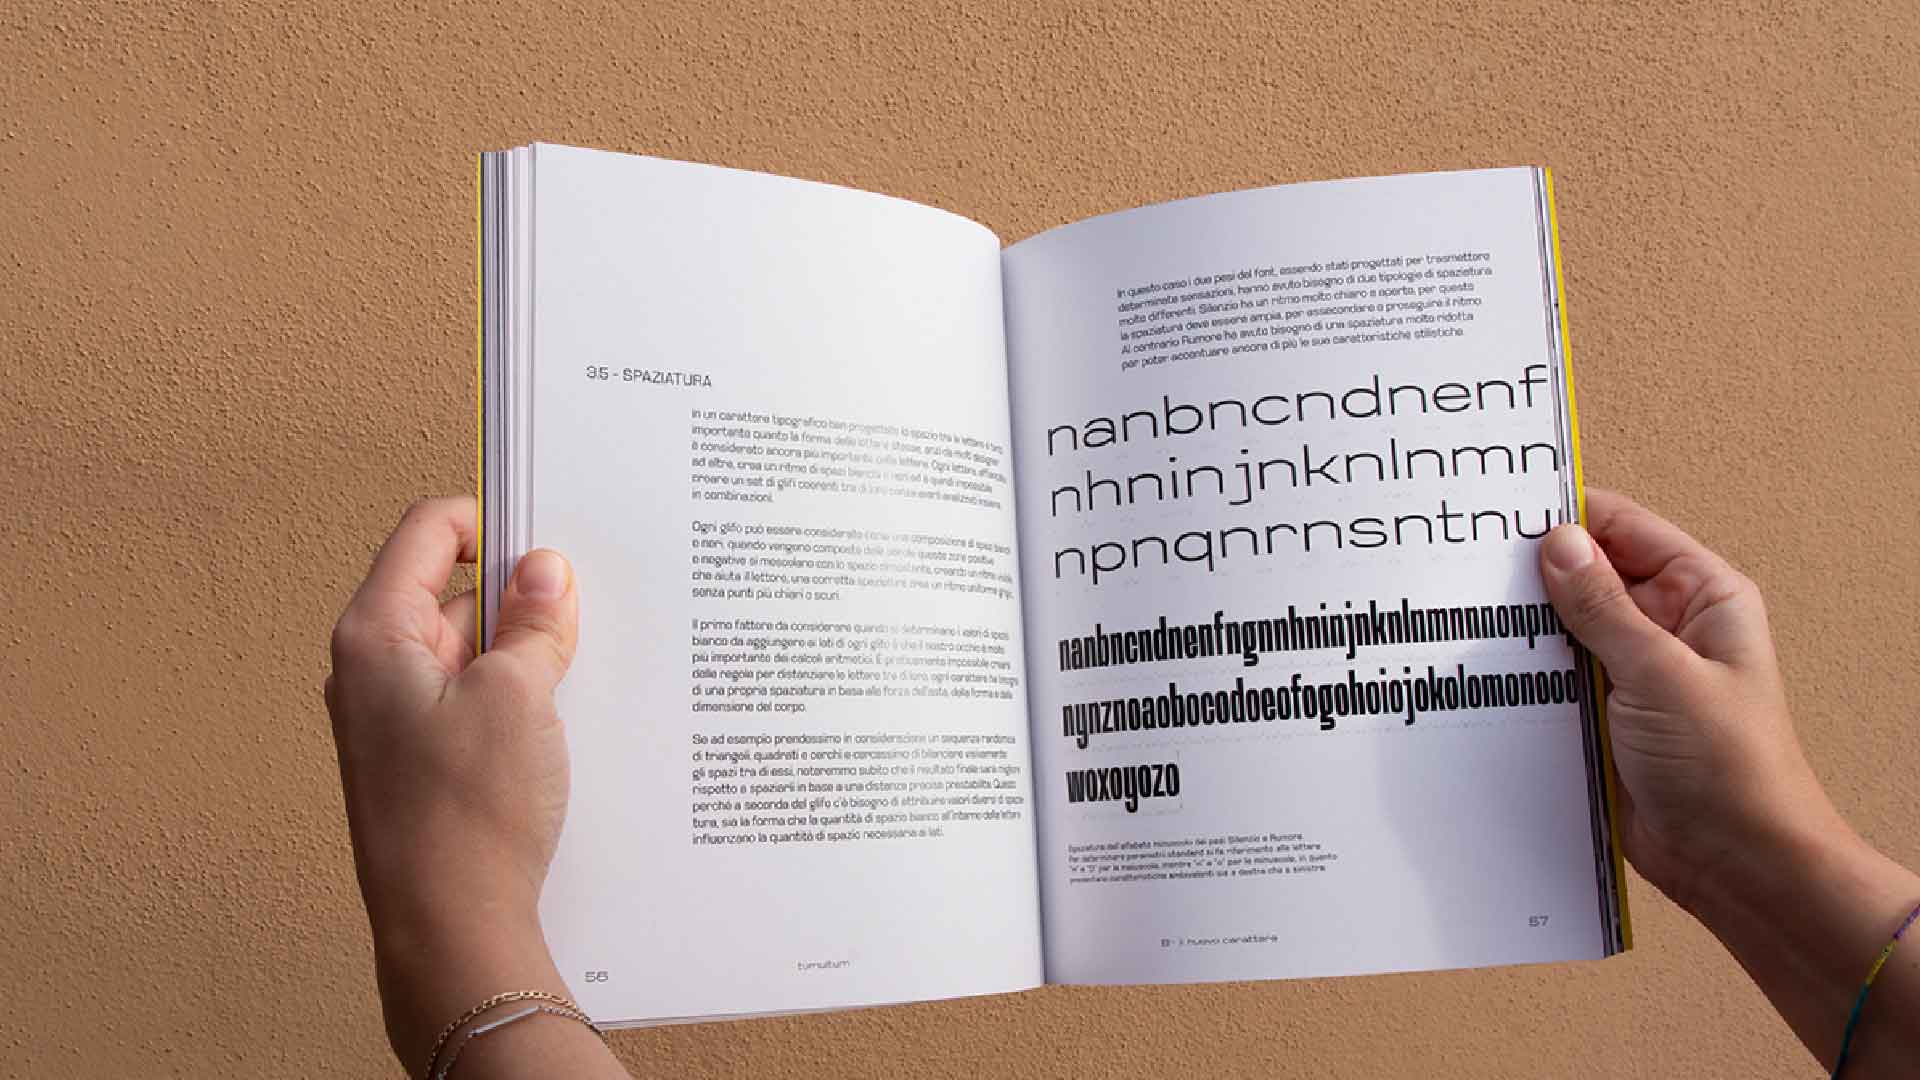 3.5 - SPAZIATURA
In un carattere tipografico ben progettato lo spazio tra le lettere è tanto
importante quanto la forma delle lettere stesse, anzi da molti designer
è considerato ancora più importante delle lettere. Ogni lettera, affiancata
ad altre, crea un ritmo di spazi bianchi e neri ed è quindi impossibile
creare un set di glifi coerenti tra di loro senza averli analizzati insieme
in combinazioni.
Ogni glifo può essere considerato come una composizione di spazi bianchi
e neri, quando vengono composte delle parole queste zone positive
e negative si mescolano con lo spazio circostante, creando un ritmo visivo
che aiuta il lettore, una corretta spaziatura crea un ritmo uniforme grigio,
senza punti più chiari o scuri.
Il primo fattore da considerare quando si determinano i valori di spazio
bianco da aggiungere ai lati di ogni glifo è che il nostro occhio è molto
più importante dei calcoli aritmetici. È praticamente impossibile creare
delle regole per distanziare le lettere tra di loro, ogni carattere ha bisogno
di una propria spaziatura in base alle forza dell'asta, della forma e della
dimensione del corpo.
Se ad esempio prendessimo in considerazione un sequenza randomica
di triangoli, quadrati e cerchi e cercassimo di bilanciare visivamente
gli spazi tra di essi, noteremmo subito che il risultato finale sarà migliore
rispetto a spaziarli in base a una distanza precisa prestabilita. Questo
perché a seconda del glifo c'è bisogno di attribuire valori diversi di spazia-
tura, sia la forma che la quantità di spazio bianco all'interno delle lettere
influenzano la quantità di spazio necessaria ai lati.
56
tumultum
In questo caso i due pesi del font, essendo stati progettati per trasmettere
determinate sensazioni, hanno avuto bisogno di due tipologie di spaziatura
molto differenti. Silenzio ha un ritmo molto chiaro e aperto, per questo
la spaziatura deve essere ampia, per assecondare e proseguire il ritmo
Al contrario Rumore ha avuto bisogno di una spaziatura molto ridotta
per poter accentuare ancora di più le sue caratteristiche stilistiche.
nanbncndnenf
nhninjnknlnmn
npnqnrnsntnu
nanbncndnenfngnnhninjnknlnmnnnonpnq
nynznoaobocodoeofogohoiojokolomonooo
woxoyozo
Spaziatura dell'alfabeto minuscolo dei pesi Silenzio e Rumore.
Per determinare parametri standard si fa riferimento alle lettere
"H" e "O" per le maiuscole, mentre "n" e "o" per le minuscole, in quanto
presentano caratteristiche ambivalenti sia a destra che a sinistra
B- il nuovo carattere
57